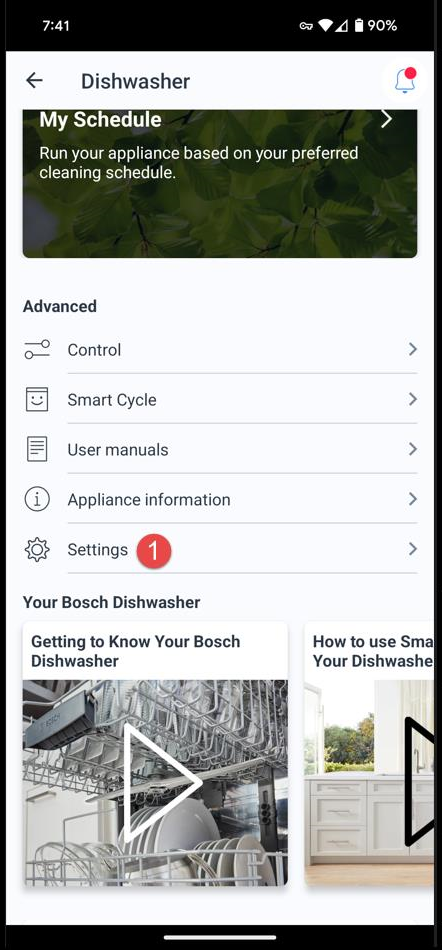 7:41
90%
Dishwasher
My Schedule
Run your appliance based on your preferred
cleaning schedule.
Advanced
Control
Smart Cycle
User manuals
Appliance information
Settings 1
Your Bosch Dishwasher
Getting to Know Your Bosch
Dishwasher
How to use Sma
Your Dishwashe
BOSCH